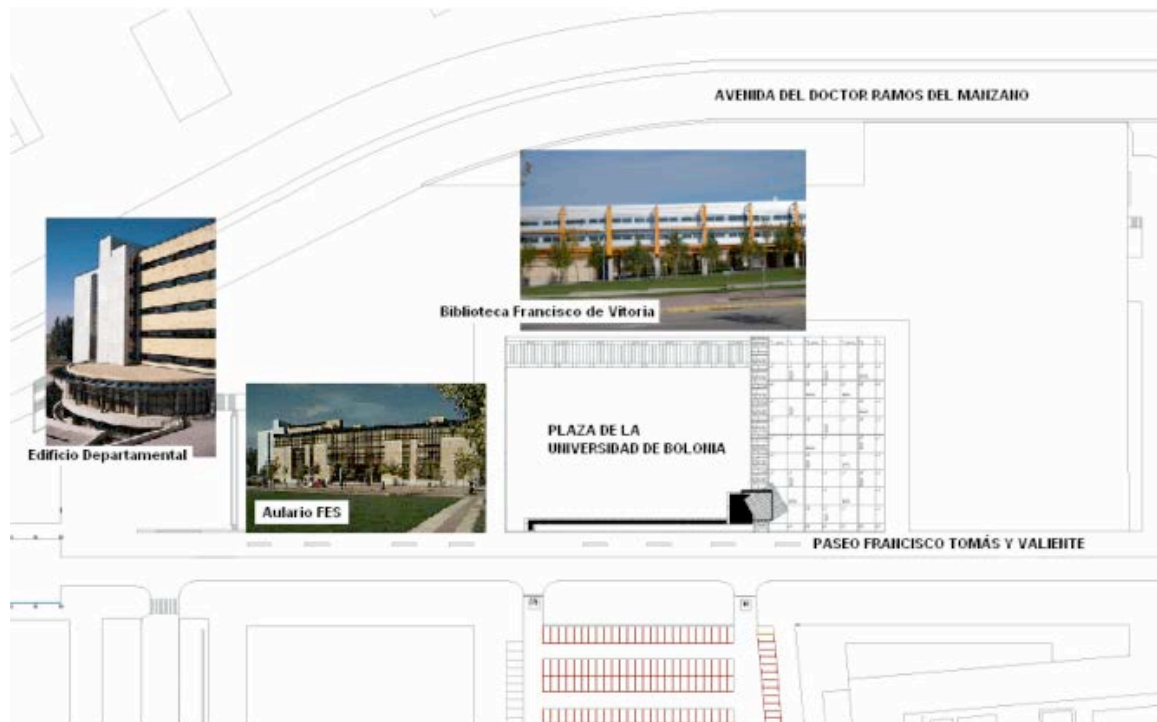 AVENIDA DEL DOCTOR RAMOS DEL MANZANO
Biblioteca Francisco de Vitoria
PLAZA DE LA
UNIVERSIDAD DE BOLONIA
Edificio Departamental
Aulario FES
PASEO FRANCISCO TOMÁS Y VALIENTE